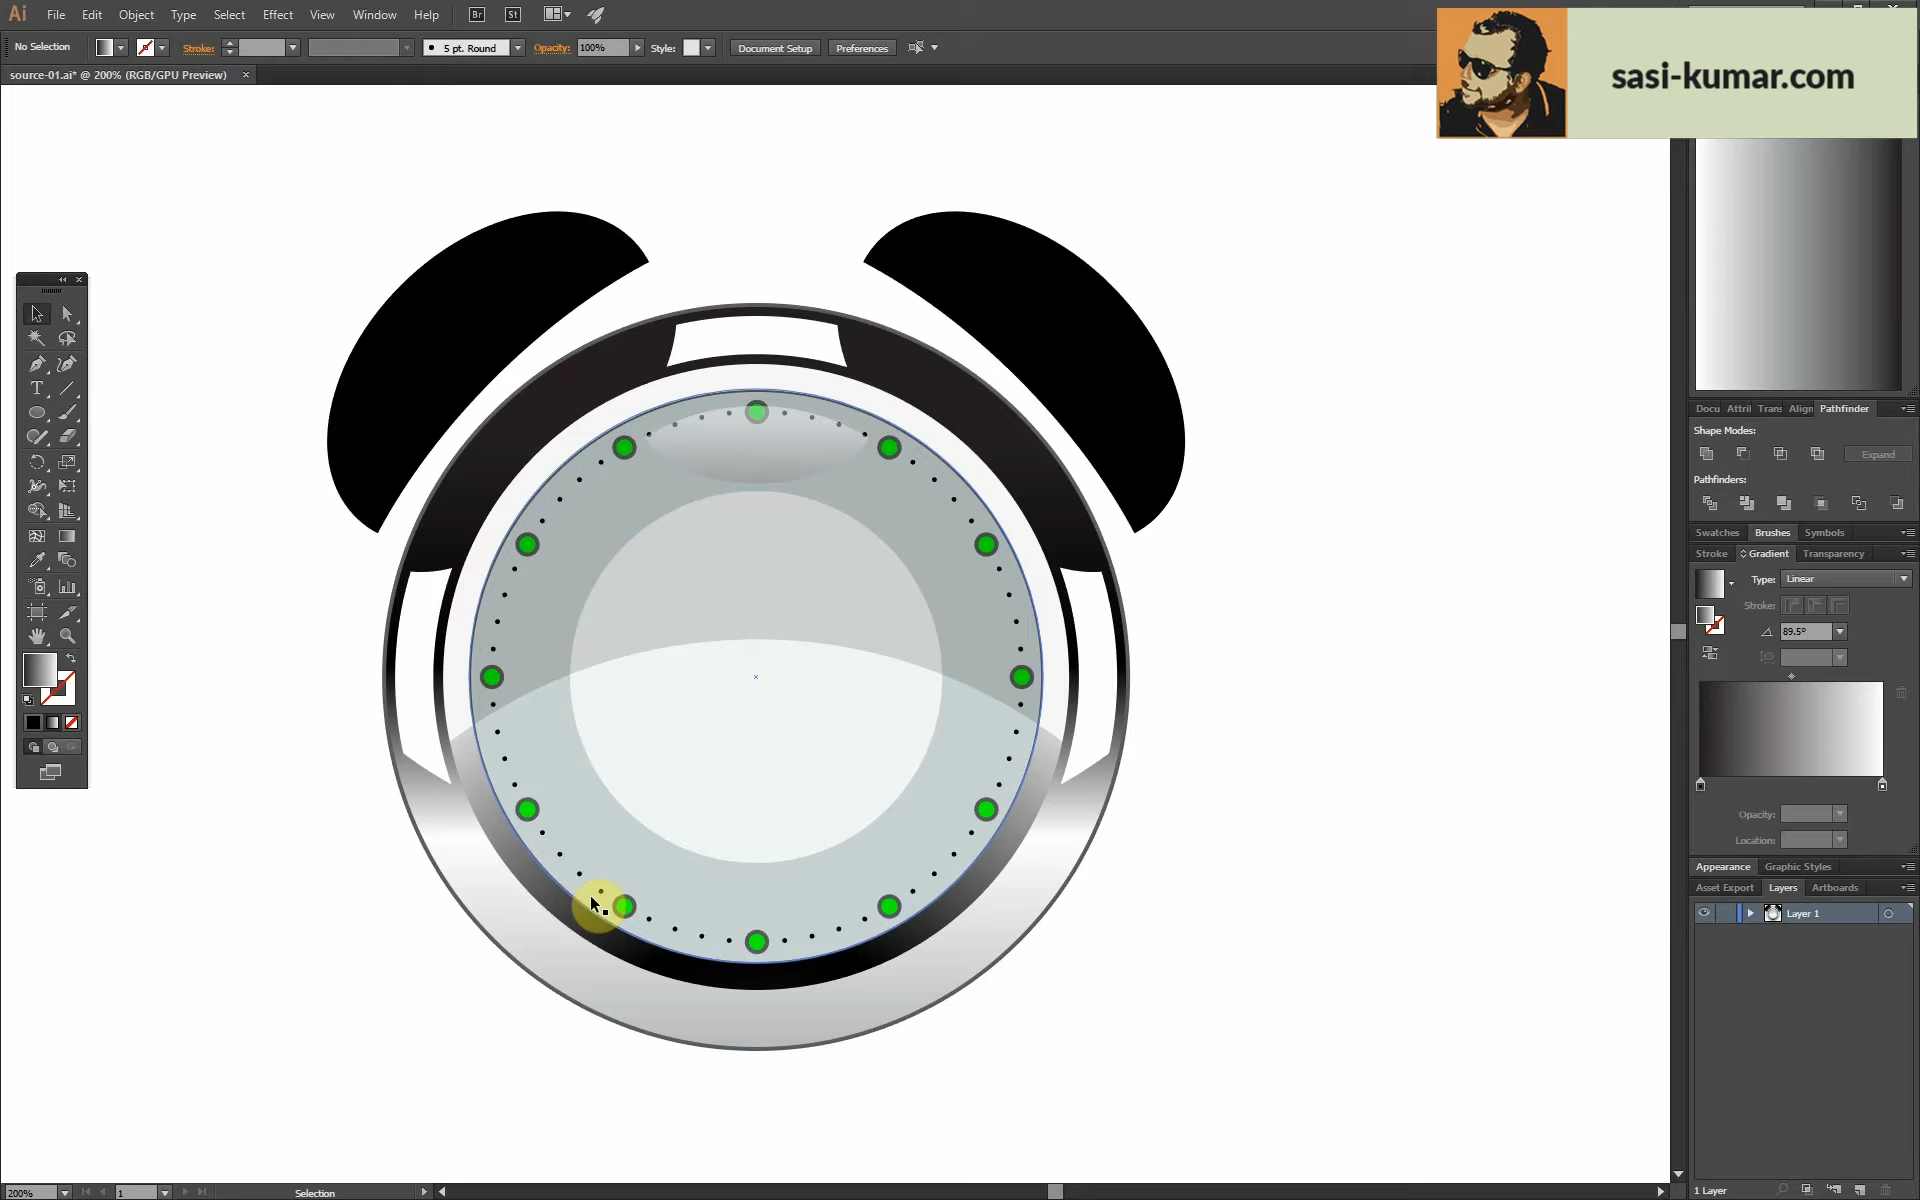 Ai File Edit Object Type Select Effect View Window Help Br St
No Selection Stroke: 5 pt. Round Opacity: 100% Style: Document Setup Preferences
source-01.ai* @ 200% (RGB/GPU Preview)
sasi-kumar.com
Docu Attril Trans Align Pathfinder
Shape Modes:
Expand
Pathfinders:
Swatches Brushes Symbols
Stroke Gradient Transparency
Type: Linear
Stroke:
89.5°
Opacity:
Location:
Appearance Graphic Styles
Asset Export Layers Artboards
Layer 1
200% 1 Selection
1 Layer